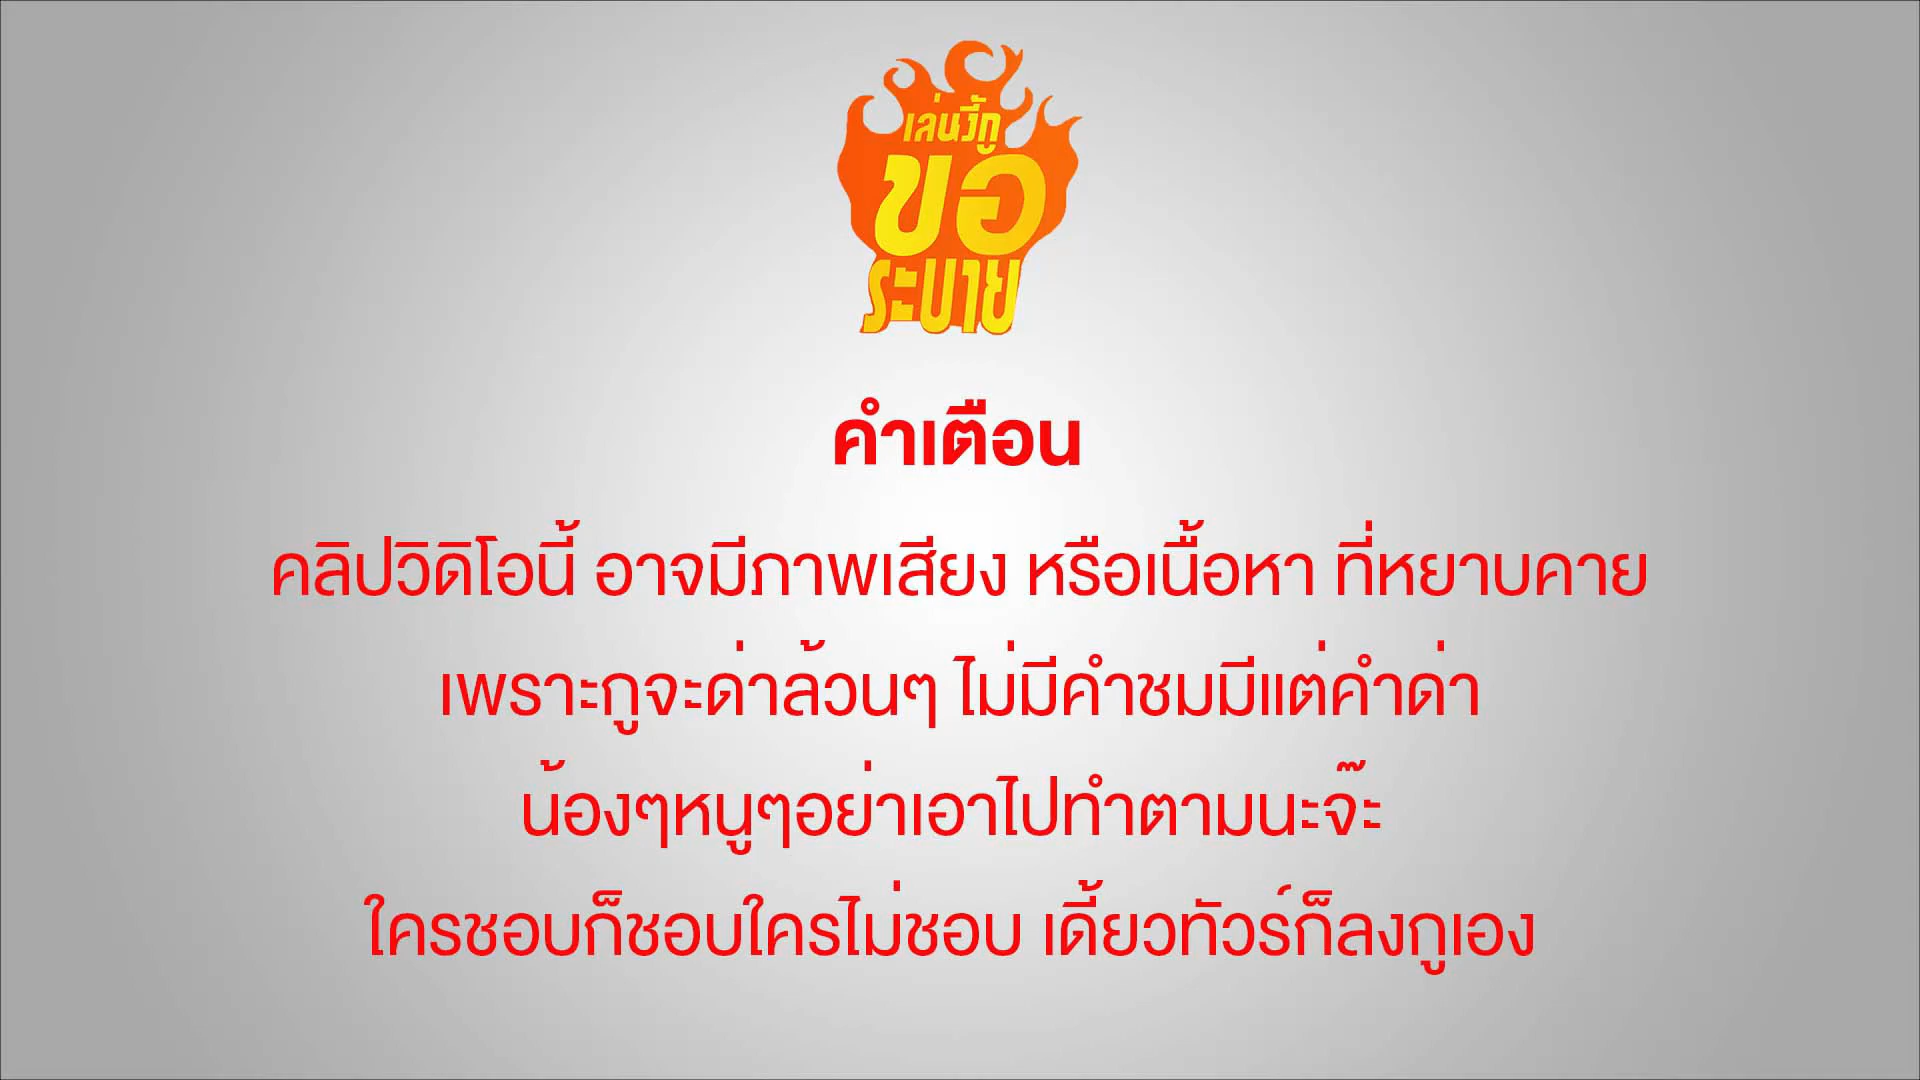 เล่นงี้กู
ขอ
ระบาย
คำเตือน
คลิปวิดิโอนี้ อาจมีภาพเสียง หรือเนื้อหา ที่หยาบคาย
เพราะกูจะด่าล้วนๆ ไม่มีคำชมมีแต่คำด่า
น้องๆหนูๆอย่าเอาไปทำตามนะจ๊ะ
ใครชอบก็ชอบใครไม่ชอบ เดี้ยวทัวร์ก็ลงกูเอง